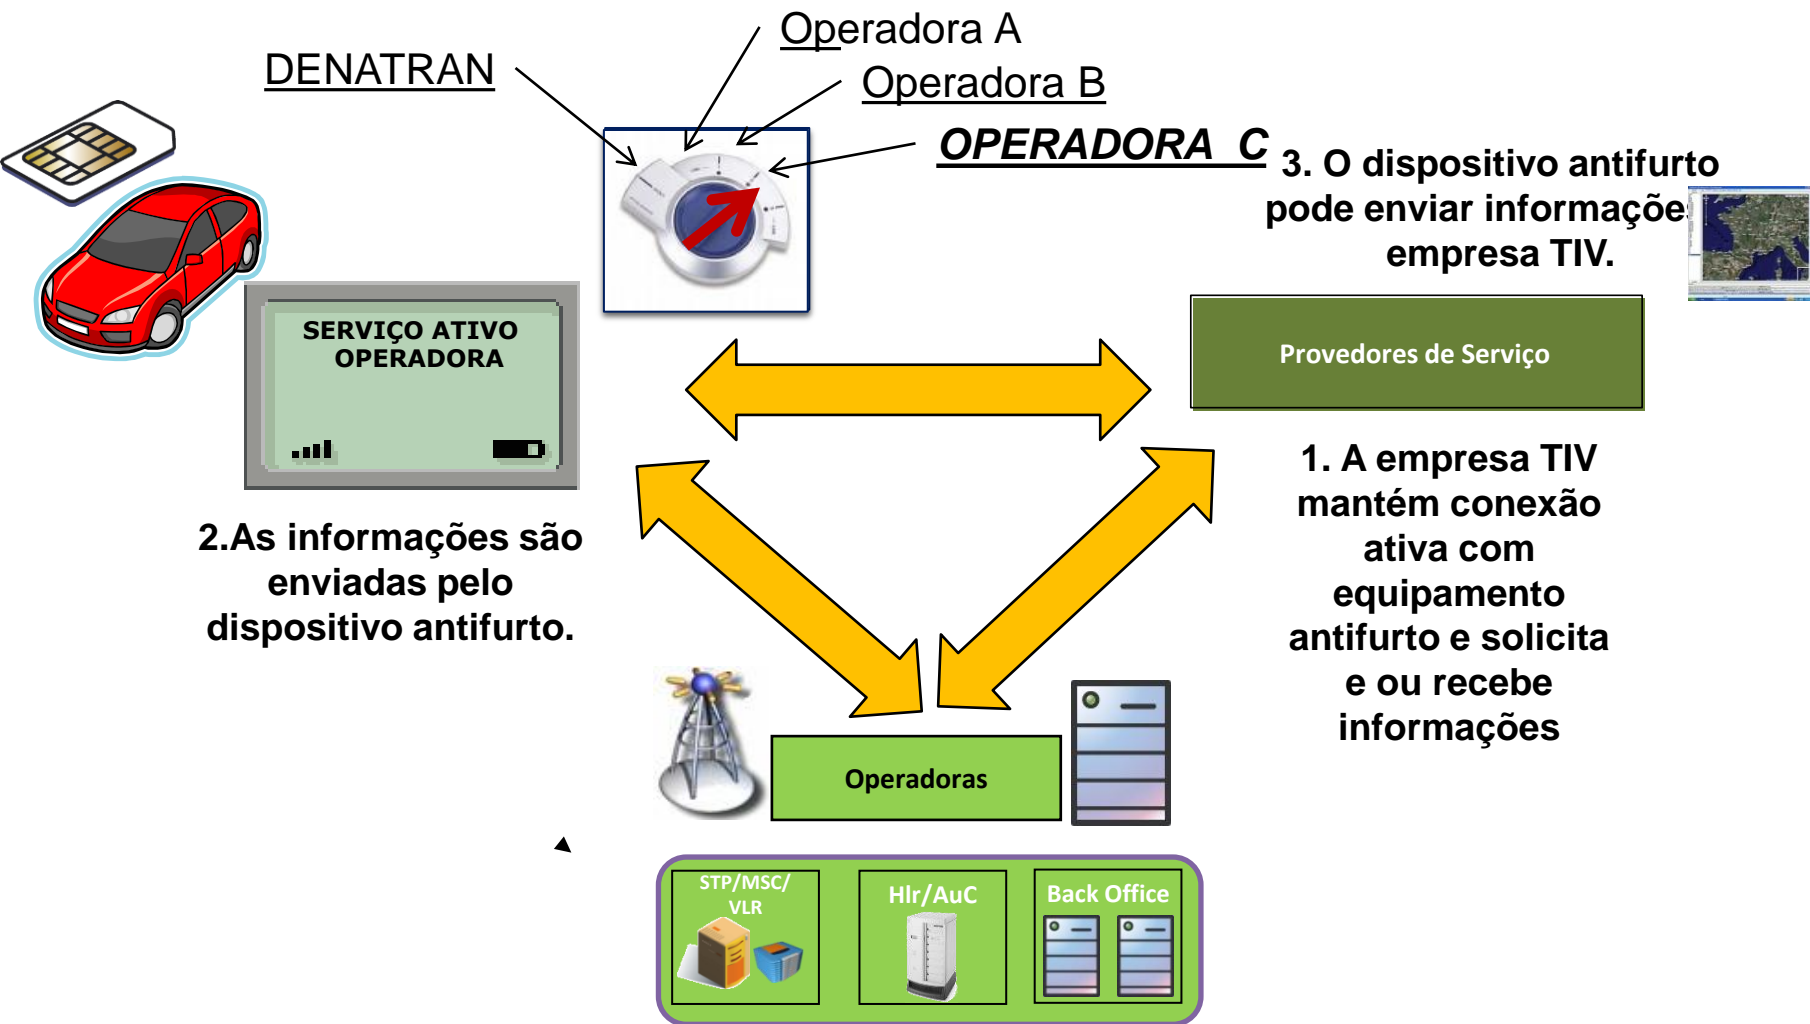 Operadora A
DENATRAN
Operadora B
OPERADORA C
3. O dispositivo antifurto
pode enviar informações
empresa TIV.
SERVIÇO ATIVO
OPERADORA
Provedores de Serviço
1. A empresa TIV
mantém conexão
ativa com
equipamento
antifurto e solicita
e ou recebe
informações
2.As informações são
enviadas pelo
dispositivo antifurto.
Operadoras
STP/MSC/
VLR
Hlr/AuC
Back Office